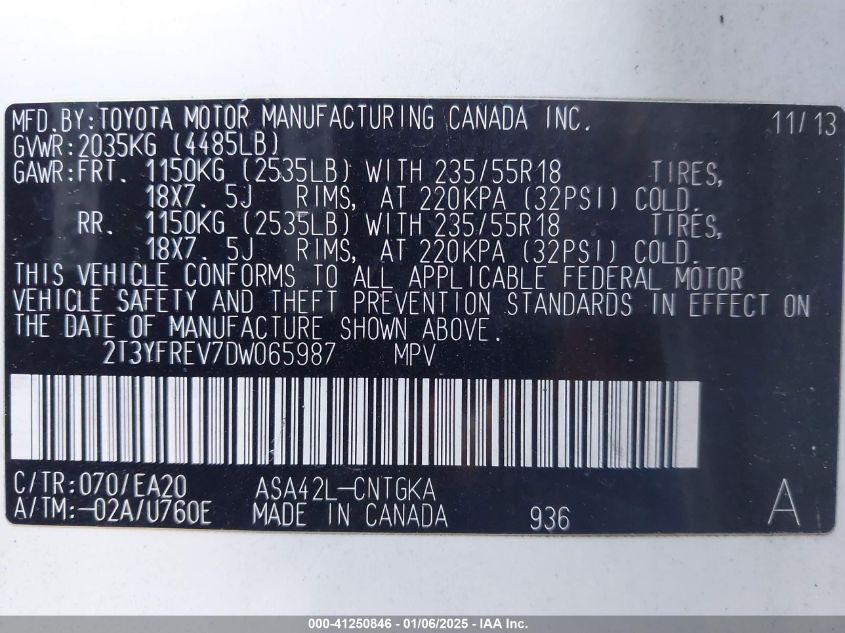 MFD. BY: TOYOTA MOTOR MANUFACTURING CANADA INC. 11/13
GVWR: 2035KG (4485LB)
GAWR: FRT. 1150KG (2535LB) WITH 235/55R18 TIRES,
18X7. 5J RIMS, AT 220KPA (32PSI) COLD.
RR. 1150KG (2535LB) WITH 235/55R18 TIRES,
18X7. 5J RIMS, AT 220KPA (32PSI) COLD.
THIS VEHICLE CONFORMS TO ALL APPLICABLE FEDERAL MOTOR
VEHICLE SAFETY AND THEFT PREVENTION STANDARDS IN EFFECT ON
THE DATE OF MANUFACTURE SHOWN ABOVE.
2T3YFREV7DW065987 MPV
C/TR: 070/EA20 ASA42L-CNTGKA
A/TM: -02A/U760E MADE IN CANADA 936 A
000-41250846 - 01/06/2025 - IAA Inc.